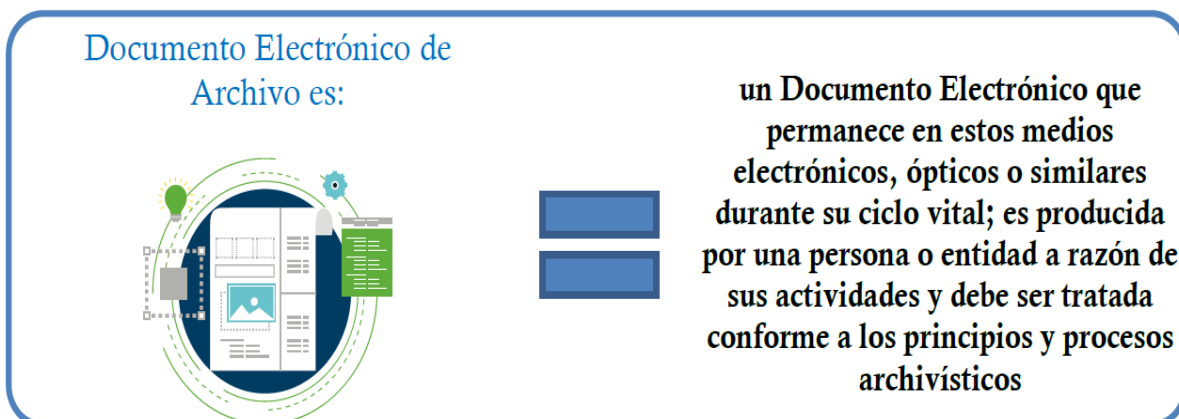 Documento Electrónico de
Archivo es:
un Documento Electrónico que
permanece en estos medios
electrónicos, ópticos o similares
durante su ciclo vital; es producida
por una persona o entidad a razón de
sus actividades y debe ser tratada
conforme a los principios y procesos
archivísticos